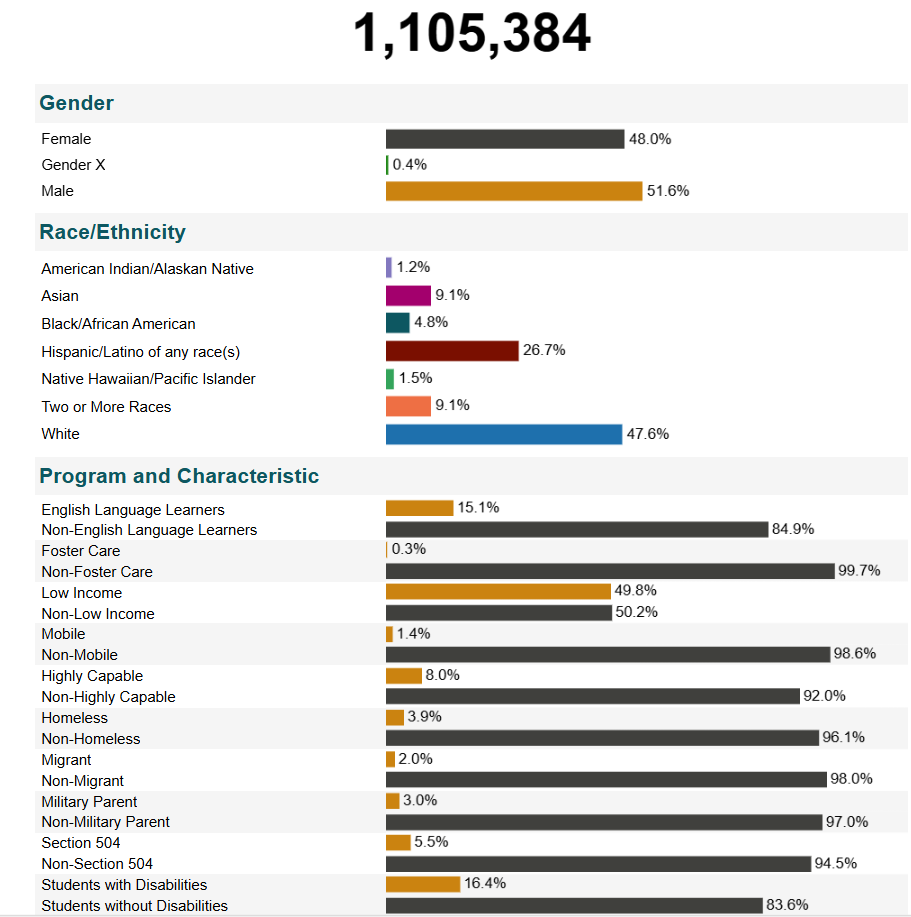 1,105,384
Gender
Female 48.0%
Gender X 0.4%
Male 51.6%
Race/Ethnicity
American Indian/Alaskan Native 1.2%
Asian 9.1%
Black/African American 4.8%
Hispanic/Latino of any race(s) 26.7%
Native Hawaiian/Pacific Islander 1.5%
Two or More Races 9.1%
White 47.6%
Program and Characteristic
English Language Learners 15.1%
Non-English Language Learners 84.9%
Foster Care 0.3%
Non-Foster Care 99.7%
Low Income 49.8%
Non-Low Income 50.2%
Mobile 1.4%
Non-Mobile 98.6%
Highly Capable 8.0%
Non-Highly Capable 92.0%
Homeless 3.9%
Non-Homeless 96.1%
Migrant 2.0%
Non-Migrant 98.0%
Military Parent 3.0%
Non-Military Parent 97.0%
Section 504 5.5%
Non-Section 504 94.5%
Students with Disabilities 16.4%
Students without Disabilities 83.6%